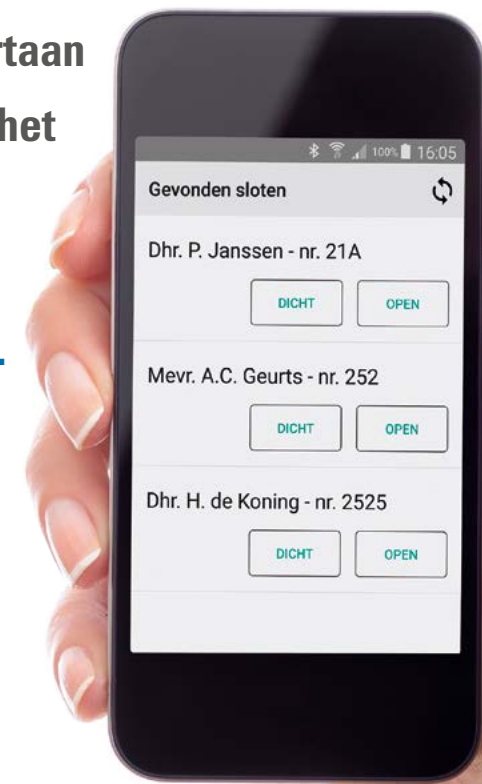 rtaan
het
100% 16:05
Gevonden sloten
Dhr. P. Janssen - nr. 21A
DICHT OPEN
Mevr. A.C. Geurts - nr. 252
DICHT OPEN
Dhr. H. de Koning - nr. 2525
DICHT OPEN